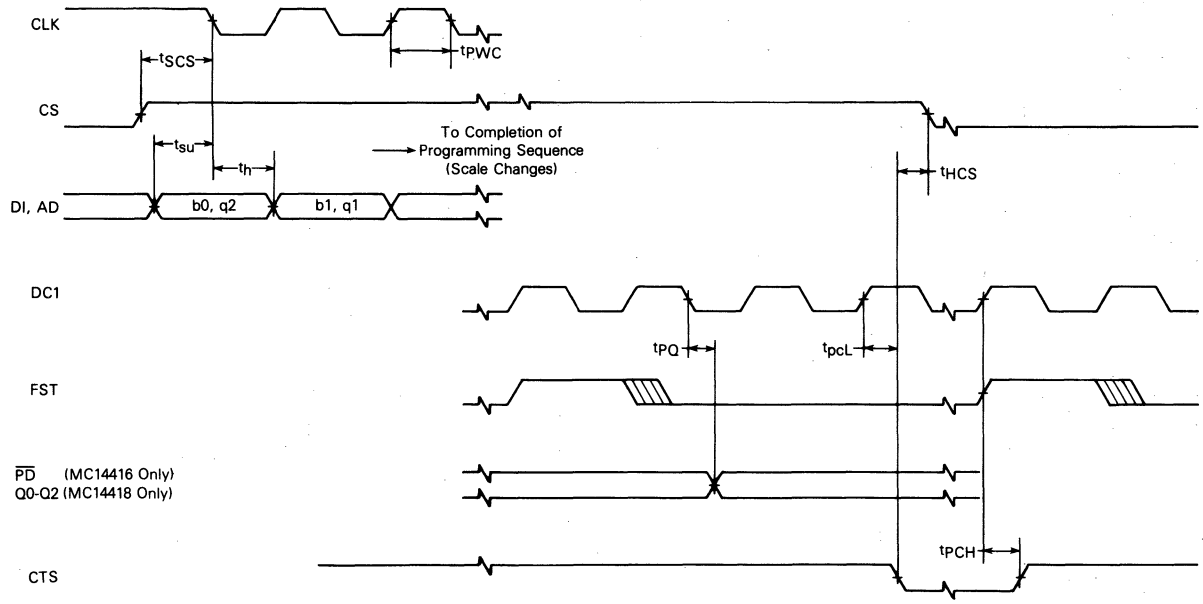 CLK
tPWC
tSCS
CS
To Completion of
Programming Sequence
(Scale Changes)
tsu
th
tHCS
DI, AD
b0, q2
b1, q1
DC1
tPQ
tpcL
FST
PD (MC14416 Only)
Q0-Q2 (MC14418 Only)
tPCH
CTS